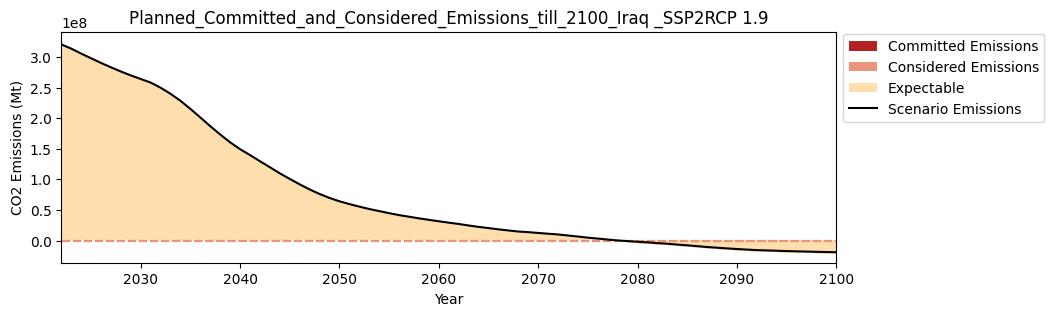 Planned_Committed_and_Considered_Emissions_till_2100_Iraq _SSP2RCP 1.9
1e8
3.0
2.5
2.0
1.5
1.0
0.5
0.0
CO2 Emissions (Mt)
2030 2040 2050 2060 2070 2080 2090 2100
Year
Committed Emissions
Considered Emissions
Expectable
Scenario Emissions